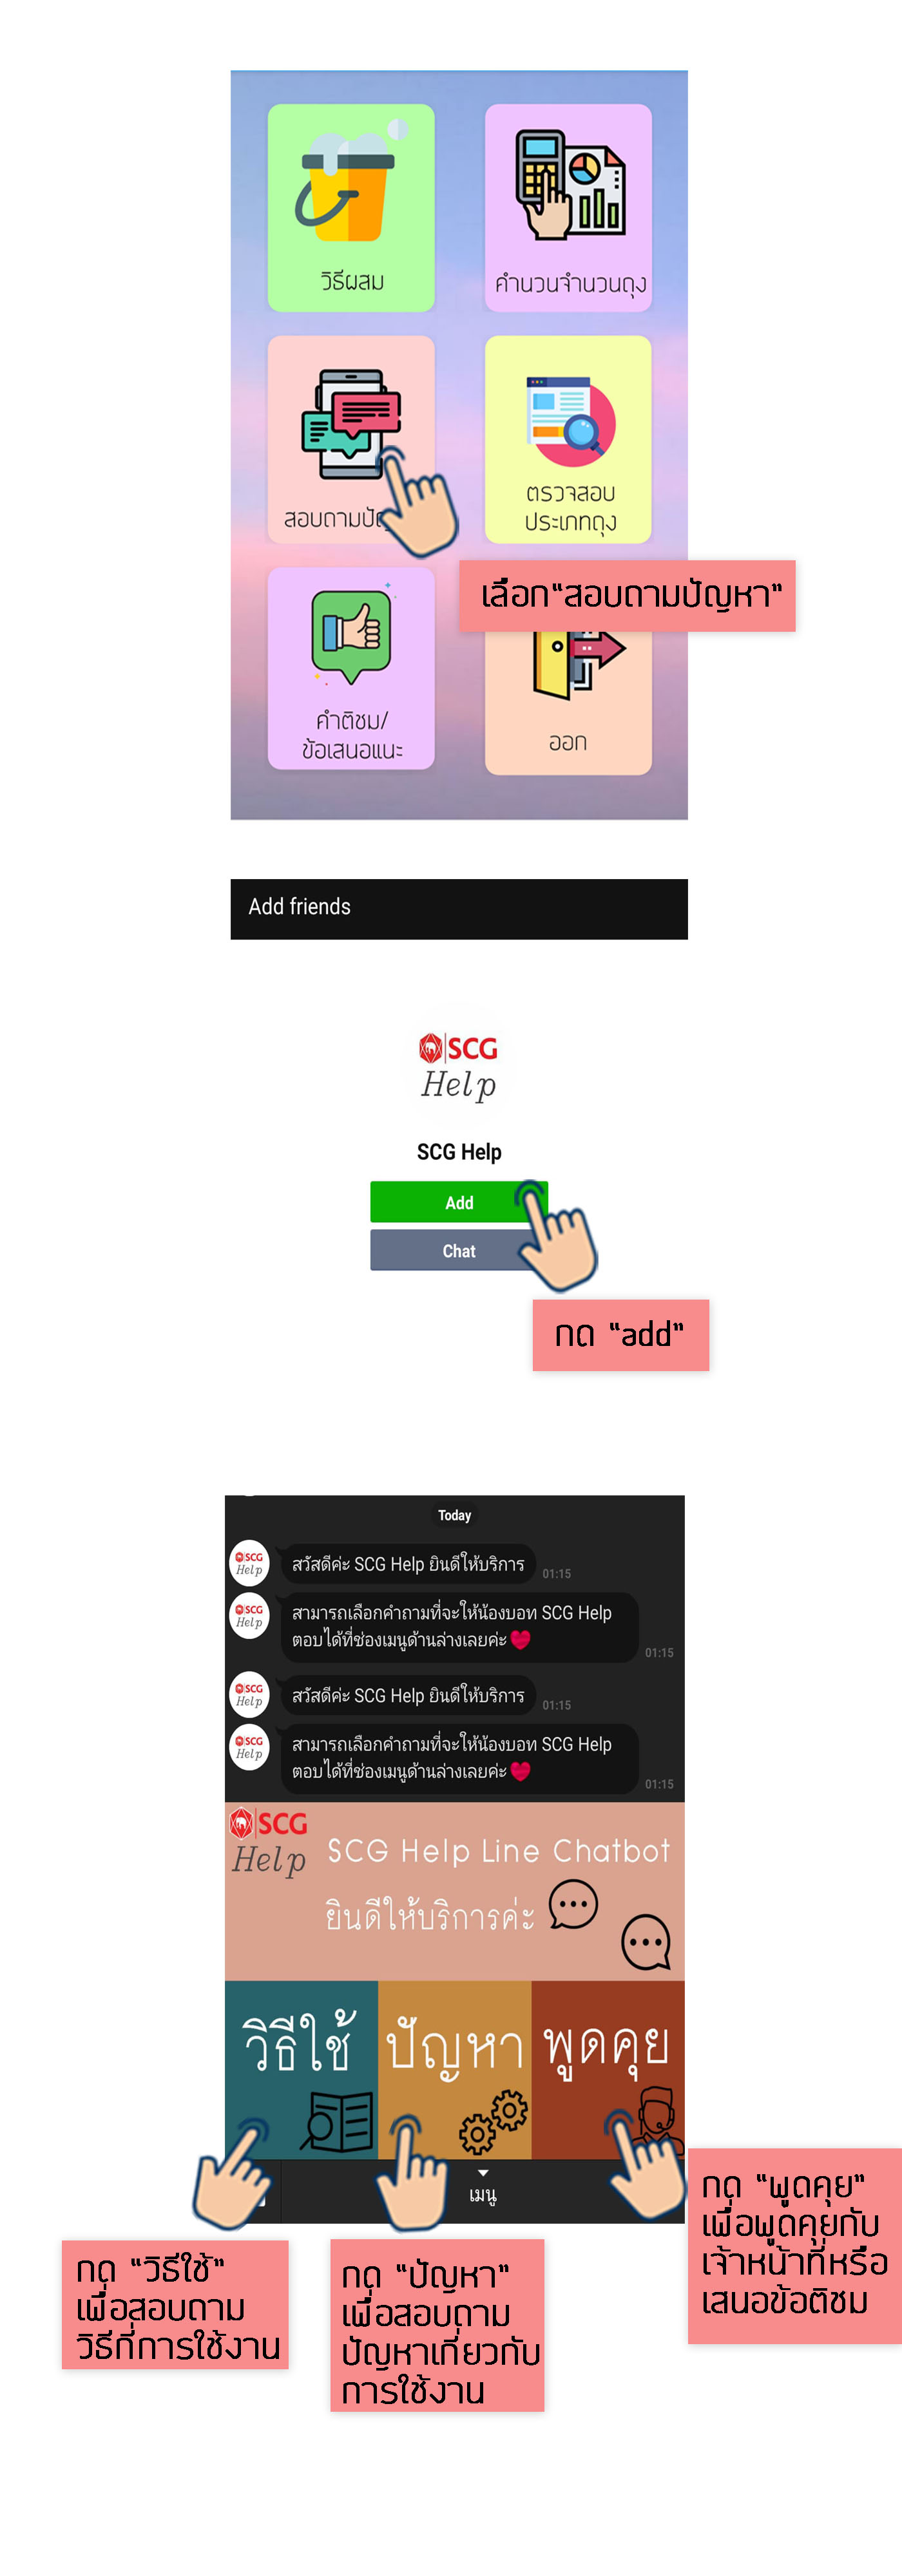 วิธีผสม
คำนวนจำนวนถุง
สอบถามปั
ตรวจสอบ
ประเภทถุง
เลือก“สอบถามปัญหา”
คำติชม/
ข้อเสนอแนะ
ออก
Add friends
SCG
Help
SCG Help
Add
Chat
กด “add”
Today
SCG
Help
สวัสดีค่ะ SCG Help ยินดีให้บริการ
01:15
SCG
Help
สามารถเลือกคำถามที่จะให้น้องบอท SCG Help
ตอบได้ที่ช่องเมนูด้านล่างเลยค่ะ
01:15
SCG
Help
สวัสดีค่ะ SCG Help ยินดีให้บริการ
01:15
SCG
Help
สามารถเลือกคำถามที่จะให้น้องบอท SCG Help
ตอบได้ที่ช่องเมนูด้านล่างเลยค่ะ
01:15
SCG
Help
SCG Help Line Chatbot
ยินดีให้บริการค่ะ
วิธีใช้
ปัญหา
พูดคุย
เมนู
กด “วิธีใช้”
เพื่อสอบถาม
วิธีกี่การใช้งาน
กด “ปัญหา”
เพื่อสอบถาม
ปัญหาเกี่ยวกับ
การใช้งาน
กด “พูดคุย”
เพื่อพูดคุยกับ
เจ้าหน้าที่หรือ
เสนอข้อติชม